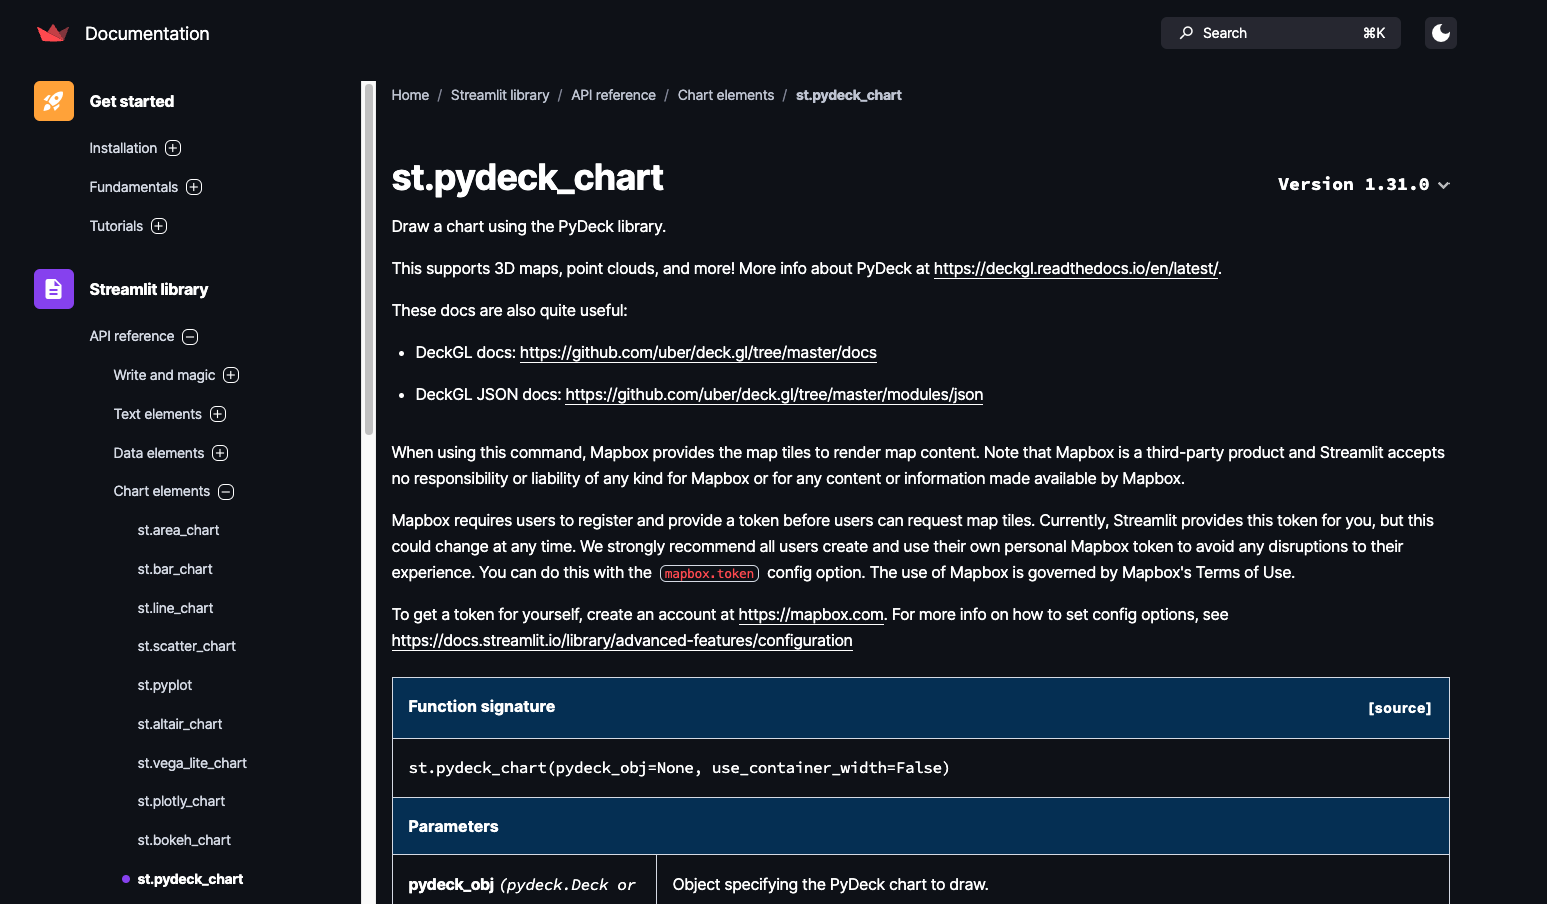 Documentation
Search
⌘K
Get started
Installation
Fundamentals
Tutorials
Streamlit library
API reference
Write and magic
Text elements
Data elements
Chart elements
st.area_chart
st.bar_chart
st.line_chart
st.scatter_chart
st.pyplot
st.altair_chart
st.vega_lite_chart
st.plotly_chart
st.bokeh_chart
st.pydeck_chart
Home / Streamlit library / API reference / Chart elements / st.pydeck_chart
st.pydeck_chart
Version 1.31.0
Draw a chart using the PyDeck library.
This supports 3D maps, point clouds, and more! More info about PyDeck at https://deckgl.readthedocs.io/en/latest/.
These docs are also quite useful:
• DeckGL docs: https://github.com/uber/deck.gl/tree/master/docs
• DeckGL JSON docs: https://github.com/uber/deck.gl/tree/master/modules/json
When using this command, Mapbox provides the map tiles to render map content. Note that Mapbox is a third-party product and Streamlit accepts
no responsibility or liability of any kind for Mapbox or for any content or information made available by Mapbox.
Mapbox requires users to register and provide a token before users can request map tiles. Currently, Streamlit provides this token for you, but this
could change at any time. We strongly recommend all users create and use their own personal Mapbox token to avoid any disruptions to their
experience. You can do this with the mapbox.token config option. The use of Mapbox is governed by Mapbox's Terms of Use.
To get a token for yourself, create an account at https://mapbox.com. For more info on how to set config options, see
https://docs.streamlit.io/library/advanced-features/configuration
Function signature
[source]
st.pydeck_chart(pydeck_obj=None, use_container_width=False)
Parameters
pydeck_obj (pydeck.Deck or
Object specifying the PyDeck chart to draw.